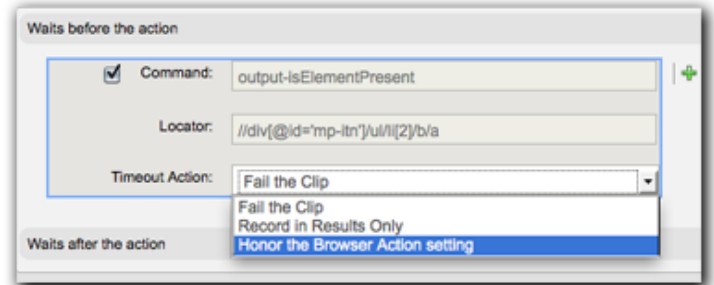 Waits before the action
Command: output-isElementPresent
Locator: //div[@id='mp-itn']/ul/li[2]/b/a
Timeout Action: Fail the Clip
Fail the Clip
Record in Results Only
Honor the Browser Action setting
Waits after the action